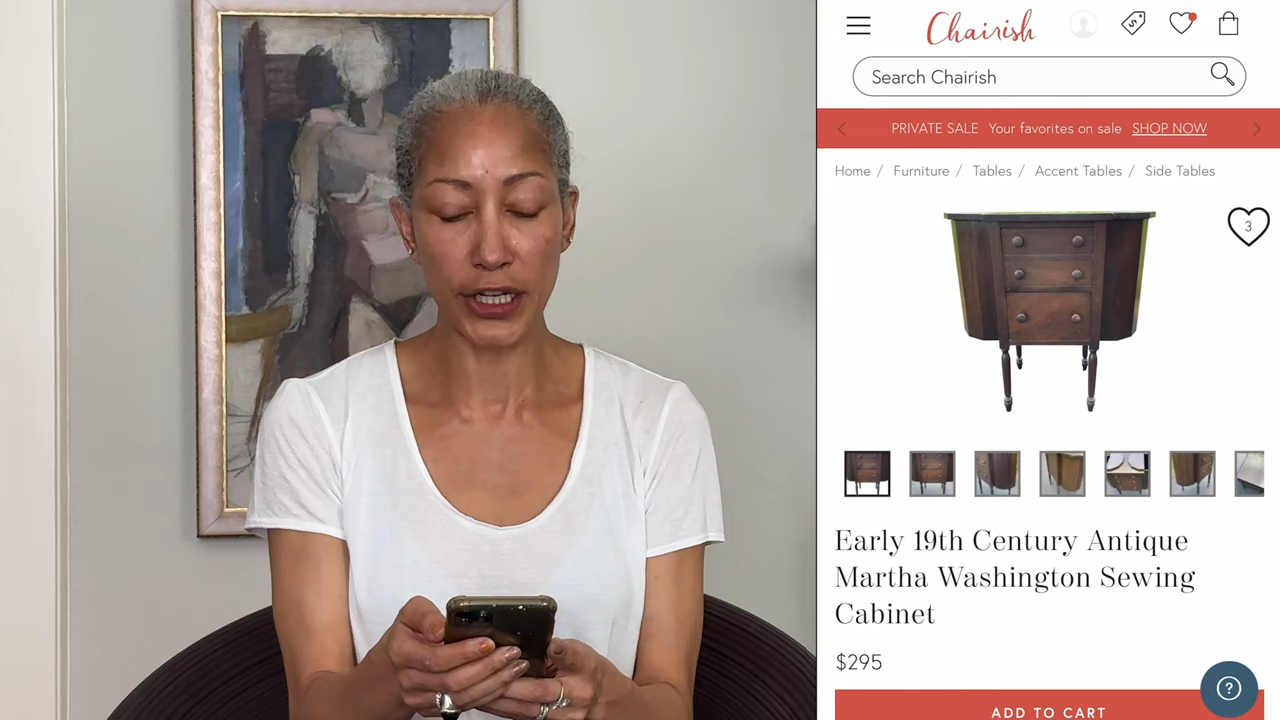 Chairish
Search Chairish
PRIVATE SALE Your favorites on sale SHOP NOW
Home / Furniture / Tables / Accent Tables / Side Tables
3
Early 19th Century Antique
Martha Washington Sewing
Cabinet
$295
ADD TO CART